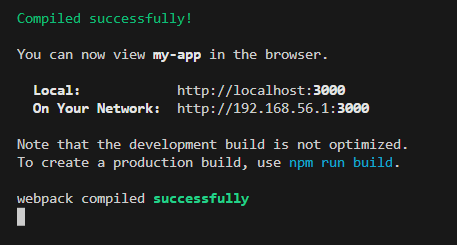 Compiled successfully!
You can now view my-app in the browser.
Local: http://localhost:3000
On Your Network: http://192.168.56.1:3000
Note that the development build is not optimized.
To create a production build, use npm run build.
webpack compiled successfully